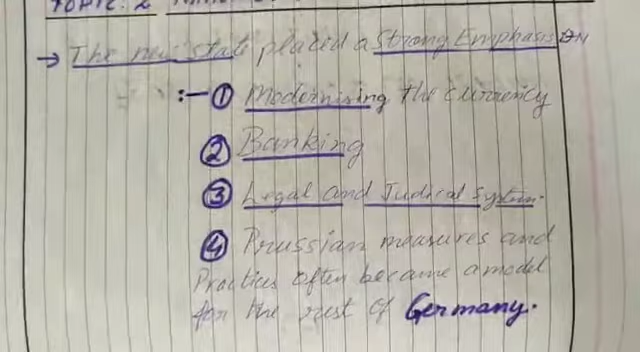 TOPIC: 2
→ The new state placed a Strong Emphasis ON
:- ① Modernising the currency
② Banking
③ Legal and Judical System.
④ Prussian measures and
Practices often became a model
for the rest of Germany.